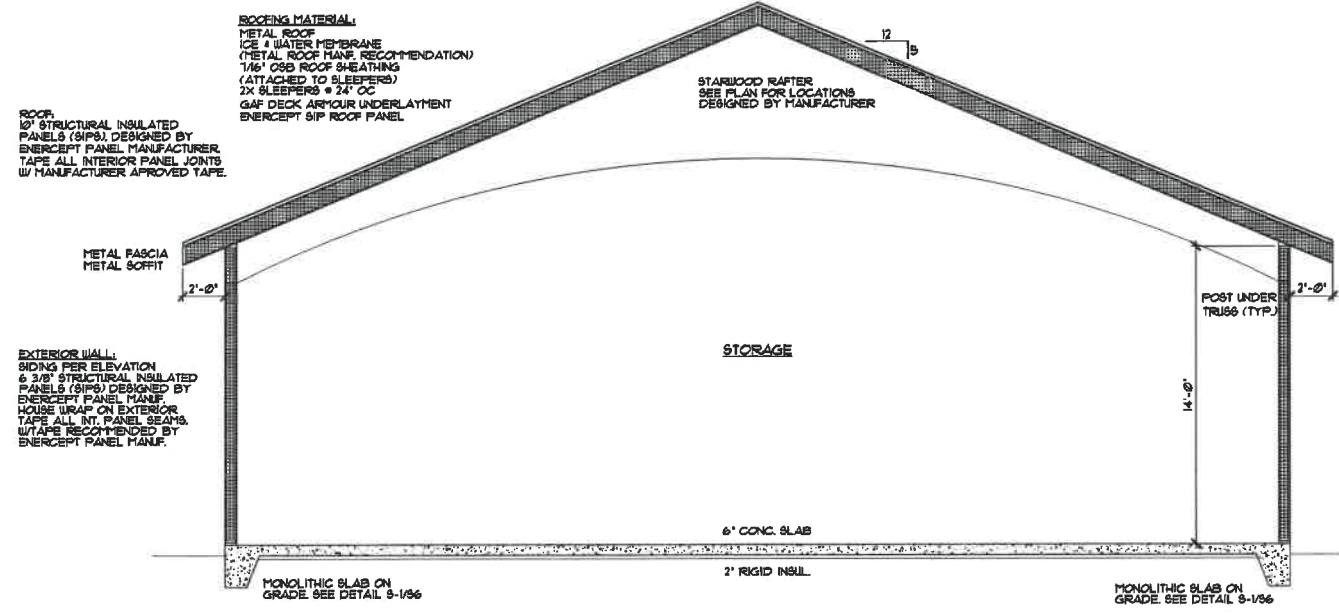 ROOFING MATERIAL:
METAL ROOF
ICE & WATER MEMBRANE
(METAL ROOF MANF. RECOMMENDATION)
7/16" OSB ROOF SHEATHING
(ATTACHED TO SLEEPERS)
2X SLEEPERS @ 24" OC
GAF DECK ARMOUR UNDERLAYMENT
ENERCEPT SIP ROOF PANEL
12
5
STARWOOD RAFTER
SEE PLAN FOR LOCATIONS
DESIGNED BY MANUFACTURER
ROOF:
10" STRUCTURAL INSULATED
PANELS (SIPS), DESIGNED BY
ENERCEPT PANEL MANUFACTURER.
TAPE ALL INTERIOR PANEL JOINTS
W/ MANUFACTURER APROVED TAPE.
METAL FASCIA
METAL SOFFIT
2'-0"
2'-0"
POST UNDER
TRUSS (TYP.)
EXTERIOR WALL:
SIDING PER ELEVATION
6 3/8" STRUCTURAL INSULATED
PANELS (SIPS) DESIGNED BY
ENERCEPT PANEL MANUF.
HOUSE WRAP ON EXTERIOR
TAPE ALL INT. PANEL SEAMS.
W/TAPE RECOMMENDED BY
ENERCEPT PANEL MANUF.
STORAGE
14'-0"
6" CONC. SLAB
2" RIGID INSUL.
MONOLITHIC SLAB ON
GRADE. SEE DETAIL S-1/S6
MONOLITHIC SLAB ON
GRADE. SEE DETAIL S-1/S6